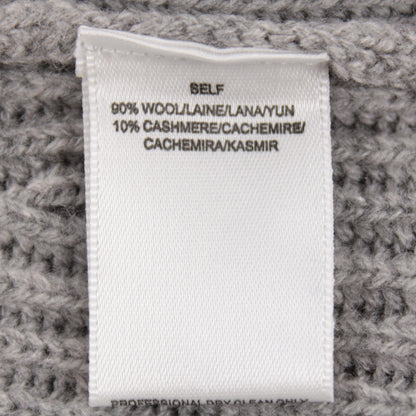 SELF
90% WOOL/LAINE/LANA/YUN
10% CASHMERE/CACHEMIRE/
CACHEMIRA/KASMIR
PROFESSIONAL DRY CLEAN ONLY